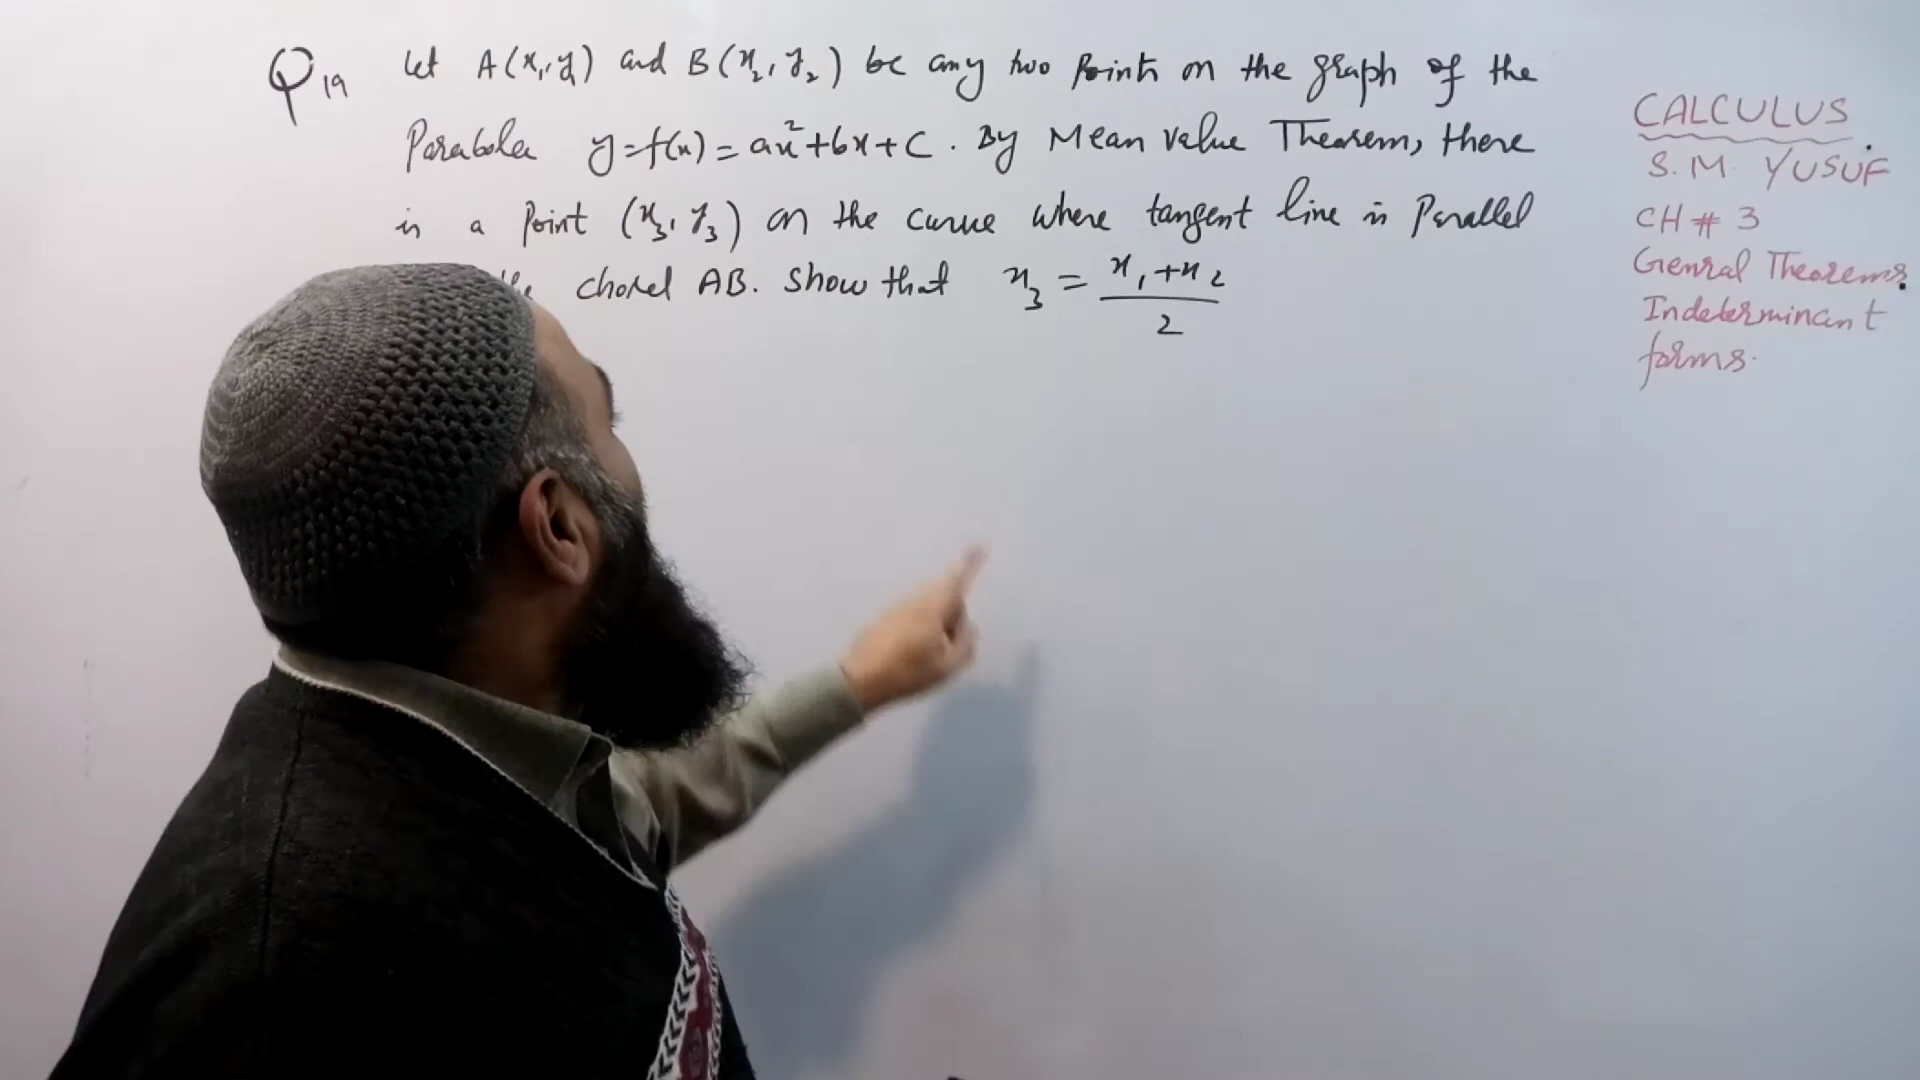 Q19 Let A(x₁, y₁) and B(x₂, y₂) be any two Points on the graph of the
Parabola y=f(x) = ax²+bx+c. By Mean value Theorem, there
is a Point (x₃, y₃) on the curve where tangent line is Parallel
the chord AB. Show that x₃ = (x₁+x₂)/2
CALCULUS
S.M. YUSUF
CH # 3
Genral Theorems.
Indeterminant
forms.